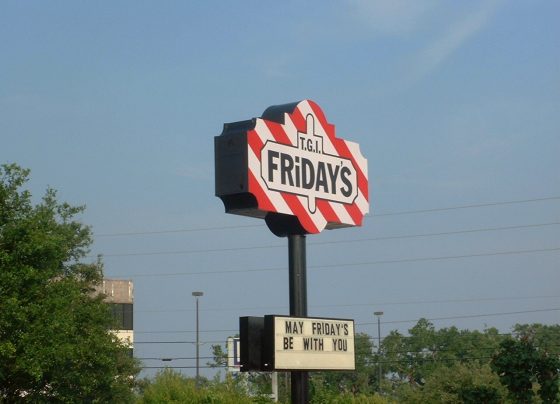 T.G.I.
FRiDAY'S
MAY FRIDAY'S
BE WITH YOU